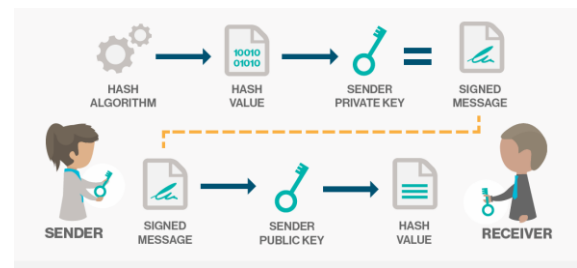 10010
01010
HASH
ALGORITHM
HASH
VALUE
SENDER
PRIVATE KEY
SIGNED
MESSAGE
SENDER
SIGNED
MESSAGE
SENDER
PUBLIC KEY
HASH
VALUE
RECEIVER